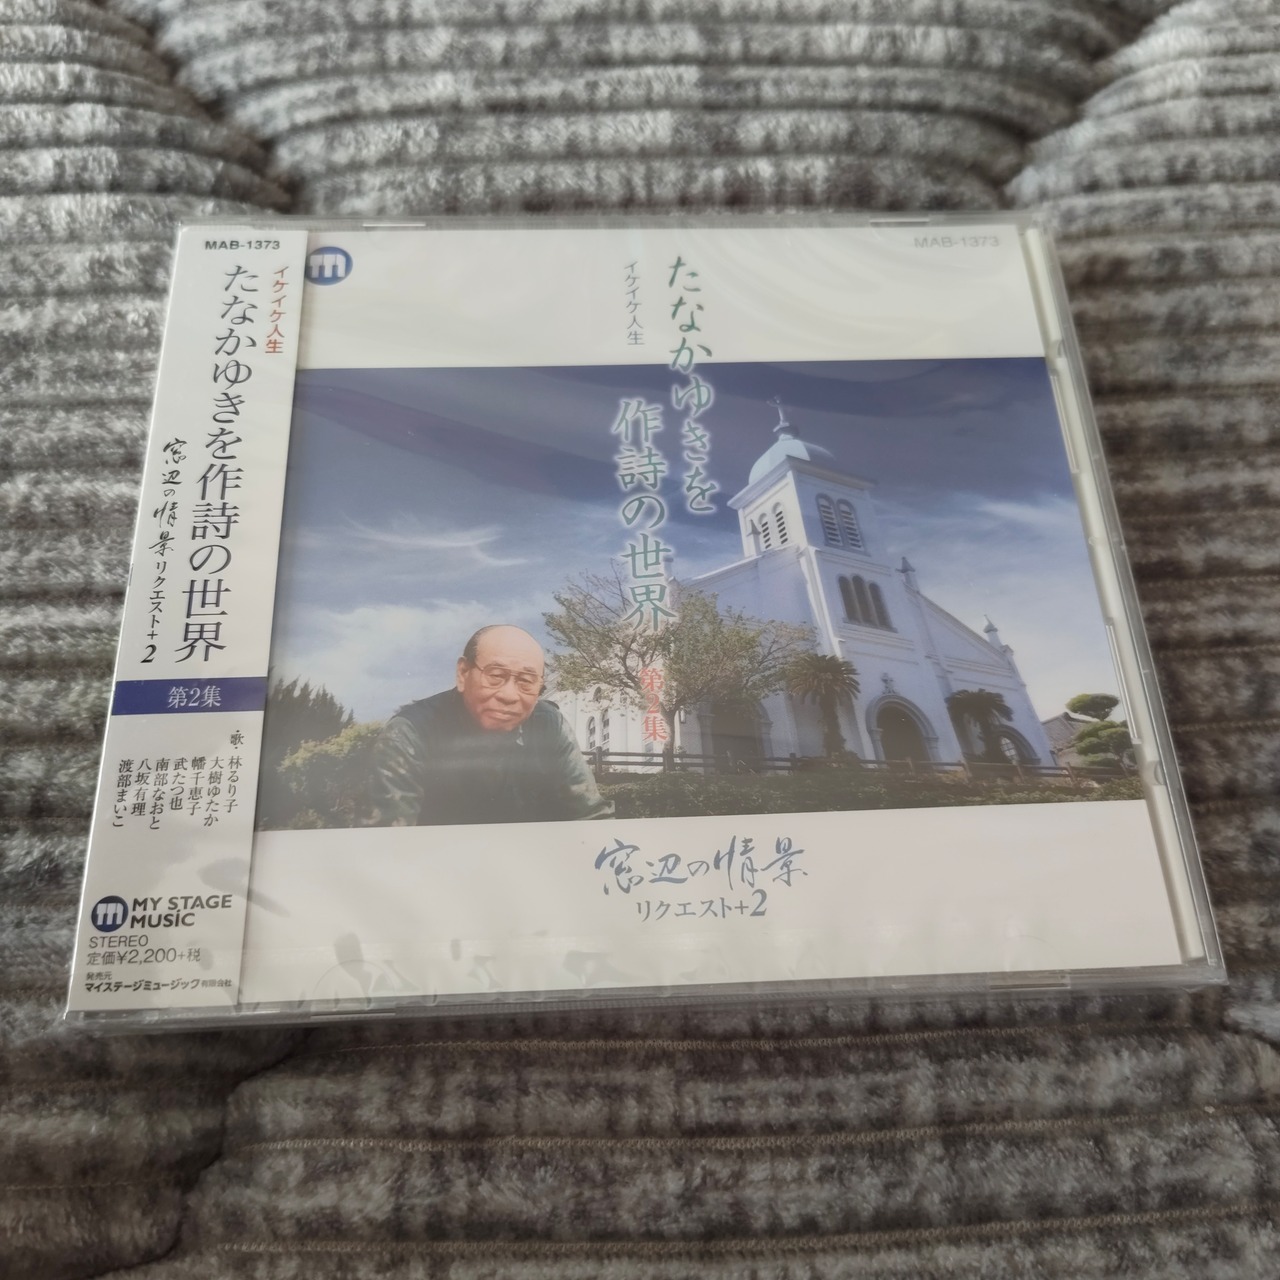 MAB-1373
イケイケ人生
たなかゆきを作詩の世界
窓辺の情景リクエスト+2
第2集
・歌・
林るり子
大樹ゆたか
幡千恵子
武たつ也
南部なおと
八坂有理
渡部まいこ
MY STAGE
MUSIC
STEREO
定価¥2,200+税
発売元
マイステージミュージック有限会社
MAB-1373
たなかゆきを
イケイケ人生
作詩の世界
第2集
窓辺の情景
リクエスト+2